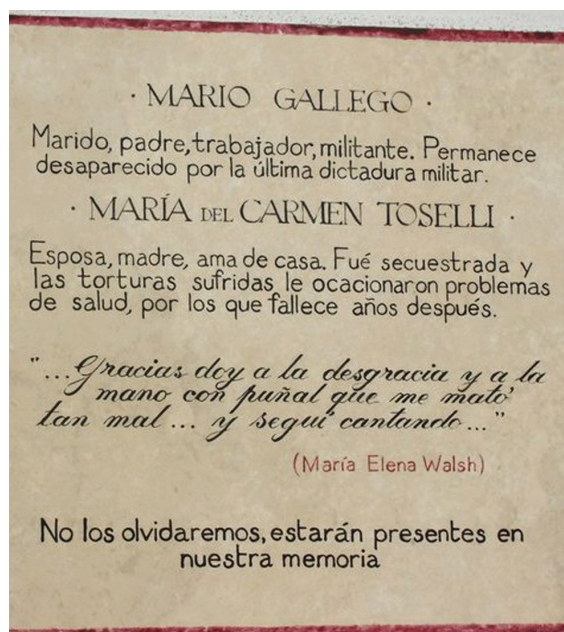 · MARIO GALLEGO ·
Marido, padre, trabajador, militante. Permanece
desaparecido por la última dictadura militar.
· MARÍA DEL CARMEN TOSELLI ·
Esposa, madre, ama de casa. Fué secuestrada y
las torturas sufridas le ocacionaron problemas
de salud, por los que fallece años después.
"...Gracias doy a la desgracia y a la
mano con puñal que me mató
tan mal... y seguí cantando..."
(María Elena Walsh)
No los olvidaremos, estarán presentes en
nuestra memoria